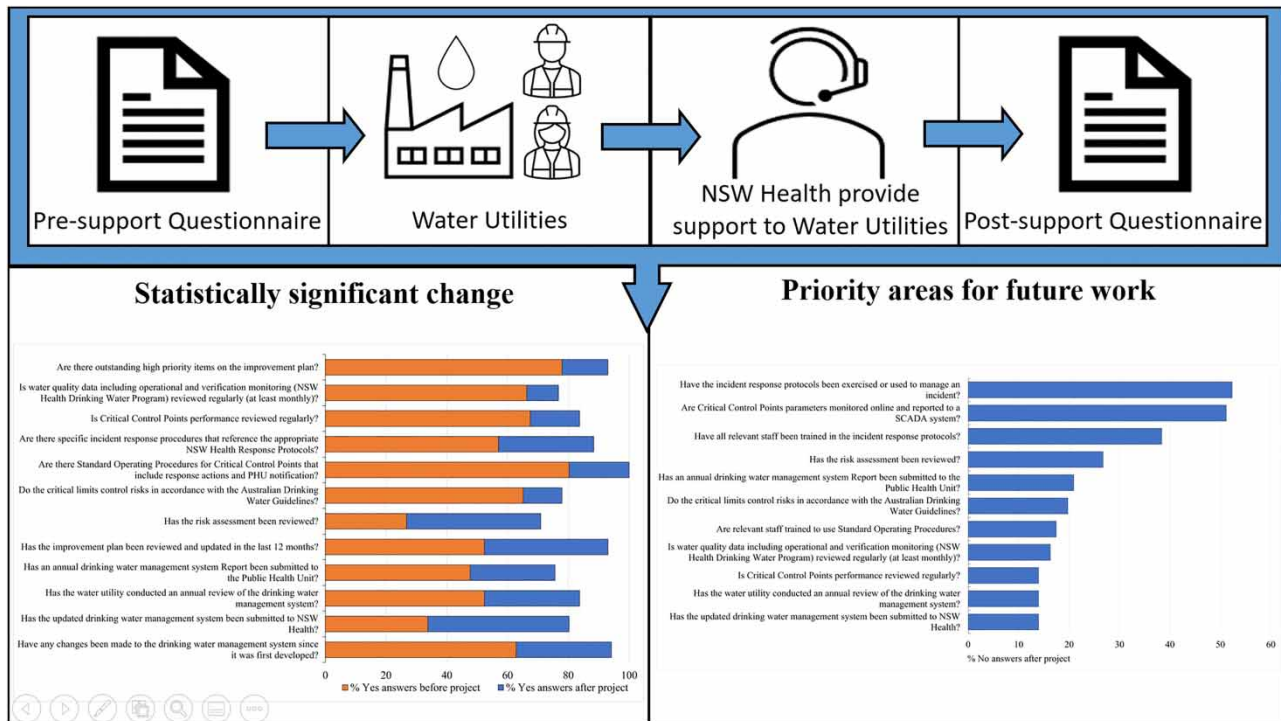 Pre-support Questionnaire
Water Utilities
NSW Health provide
support to Water Utilities
Post-support Questionnaire
Statistically significant change
Are there outstanding high priority items on the improvement plan?
Is water quality data including operational and verification monitoring (NSW
Health Drinking Water Program) reviewed regularly (at least monthly)?
Is Critical Control Points performance reviewed regularly?
Are there specific incident response procedures that reference the appropriate
NSW Health Response Protocols?
Are there Standard Operating Procedures for Critical Control Points that
include response actions and PHU notification?
Do the critical limits control risks in accordance with the Australian Drinking
Water Guidelines?
Has the risk assessment been reviewed?
Has the improvement plan been reviewed and updated in the last 12 months?
Has an annual drinking water management system Report been submitted to
the Public Health Unit?
Has the water utility conducted an annual review of the drinking water
management system?
Has the updated drinking water management system been submitted to NSW
Health?
Have any changes been made to the drinking water management system since
it was first developed?
0 20 40 60 80 100
% Yes answers before project % Yes answers after project
Priority areas for future work
Have the incident response protocols been exercised or used to manage an
incident?
Are Critical Control Points parameters monitored online and reported to a
SCADA system?
Have all relevant staff been trained in the incident response protocols?
Has the risk assessment been reviewed?
Has an annual drinking water management system Report been submitted to the
Public Health Unit?
Do the critical limits control risks in accordance with the Australian Drinking
Water Guidelines?
Are relevant staff trained to use Standard Operating Procedures?
Is water quality data including operational and verification monitoring (NSW
Health Drinking Water Program) reviewed regularly (at least monthly)?
Is Critical Control Points performance reviewed regularly?
Has the water utility conducted an annual review of the drinking water
management system?
Has the updated drinking water management system been submitted to NSW
Health?
0 10 20 30 40 50 60
% No answers after project